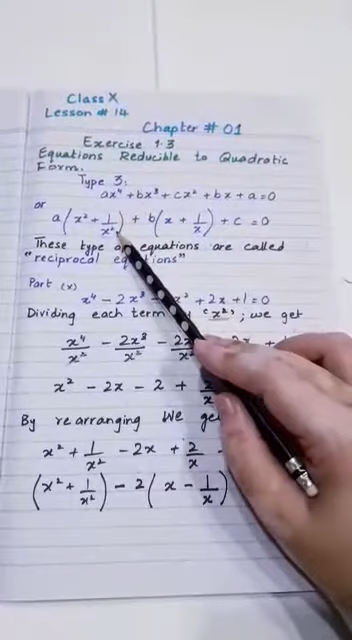 Class X
Lesson # 14
Chapter # 01
Exercise 1.3
Equations Reducible to Quadratic
Form.
Type 3:
ax⁴ + bx³ + cx² + bx + a = 0
or
a(x² + 1/x²) + b(x + 1/x) + c = 0
These type of equations are called
"reciprocal equations"
Part (x)
x⁴ - 2x³ - x² + 2x + 1 = 0
Dividing each term "x²", we get
x⁴/x² - 2x³/x² - 2x + 1
x² - 2x - 2 + 2
By rearranging We get
x² + 1/x² - 2x + 2/x -
(x² + 1/x²) - 2(x - 1/x)